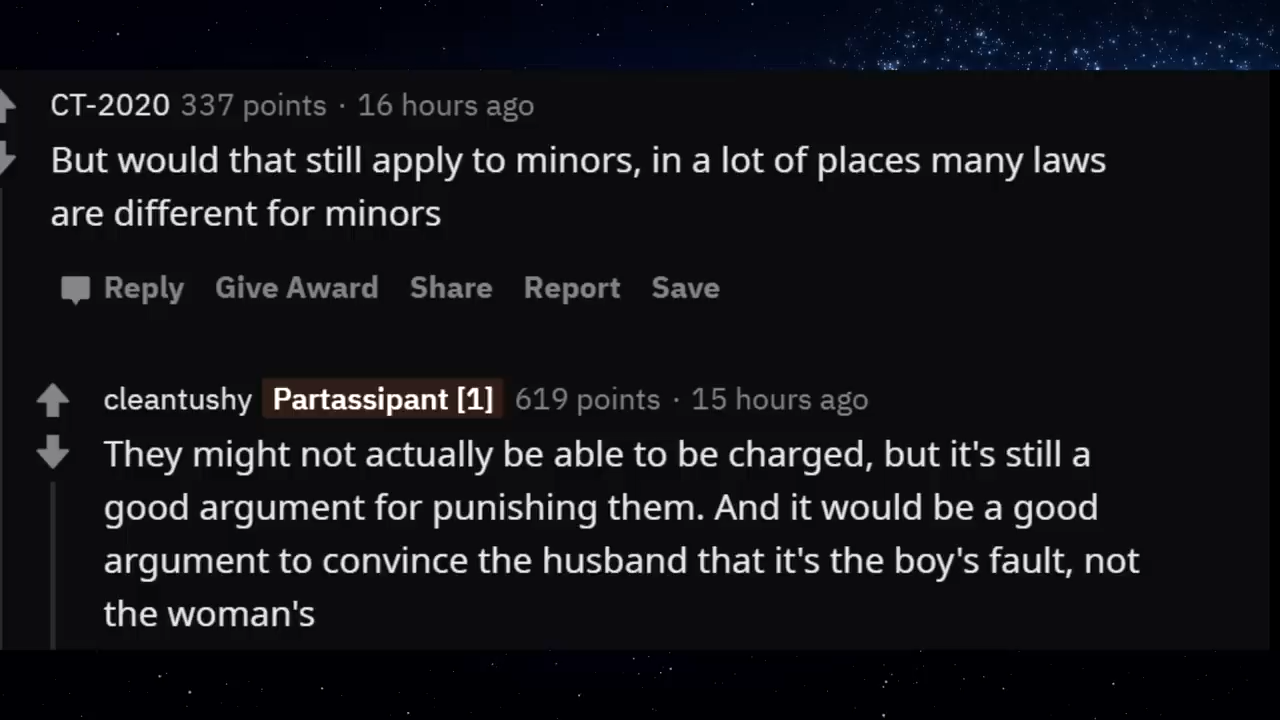 CT-2020 337 points · 16 hours ago
But would that still apply to minors, in a lot of places many laws
are different for minors
Reply Give Award Share Report Save
cleantushy Partassipant [1] 619 points · 15 hours ago
They might not actually be able to be charged, but it's still a
good argument for punishing them. And it would be a good
argument to convince the husband that it's the boy's fault, not
the woman's